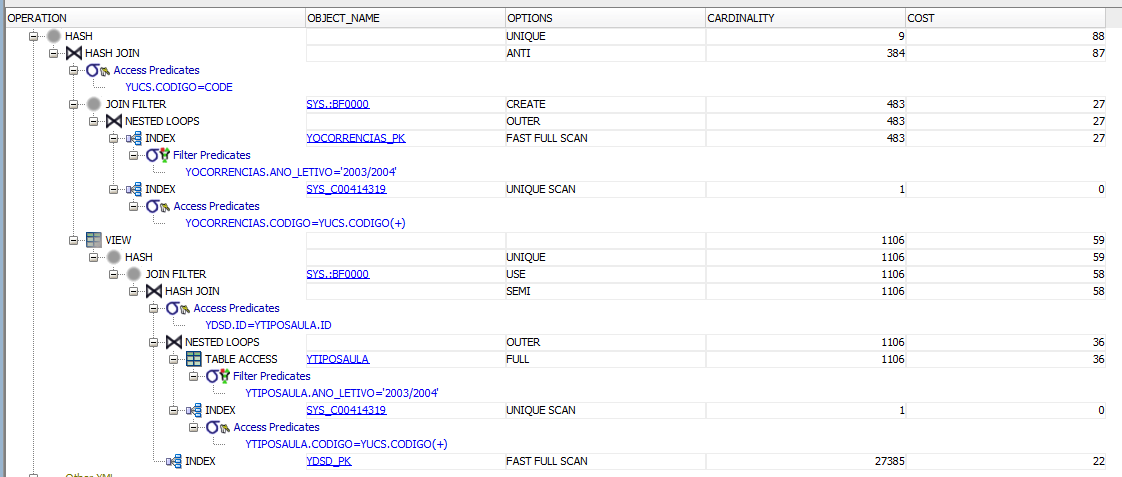 OPERATION OBJECT_NAME OPTIONS CARDINALITY COST
HASH UNIQUE 9 88
HASH JOIN ANTI 384 87
Access Predicates
YUCS.CODIGO=CODE
JOIN FILTER SYS.:BF0000 CREATE 483 27
NESTED LOOPS OUTER 483 27
INDEX YOCORRENCIAS_PK FAST FULL SCAN 483 27
Filter Predicates
YOCORRENCIAS.ANO_LETIVO='2003/2004'
INDEX SYS_C00414319 UNIQUE SCAN 1 0
Access Predicates
YOCORRENCIAS.CODIGO=YUCS.CODIGO(+)
VIEW 1106 59
HASH UNIQUE 1106 59
JOIN FILTER SYS.:BF0000 USE 1106 58
HASH JOIN SEMI 1106 58
Access Predicates
YDSD.ID=YTIPOSAULA.ID
NESTED LOOPS OUTER 1106 36
TABLE ACCESS YTIPOSAULA FULL 1106 36
Filter Predicates
YTIPOSAULA.ANO_LETIVO='2003/2004'
INDEX SYS_C00414319 UNIQUE SCAN 1 0
Access Predicates
YTIPOSAULA.CODIGO=YUCS.CODIGO(+)
INDEX YDSD_PK FAST FULL SCAN 27385 22